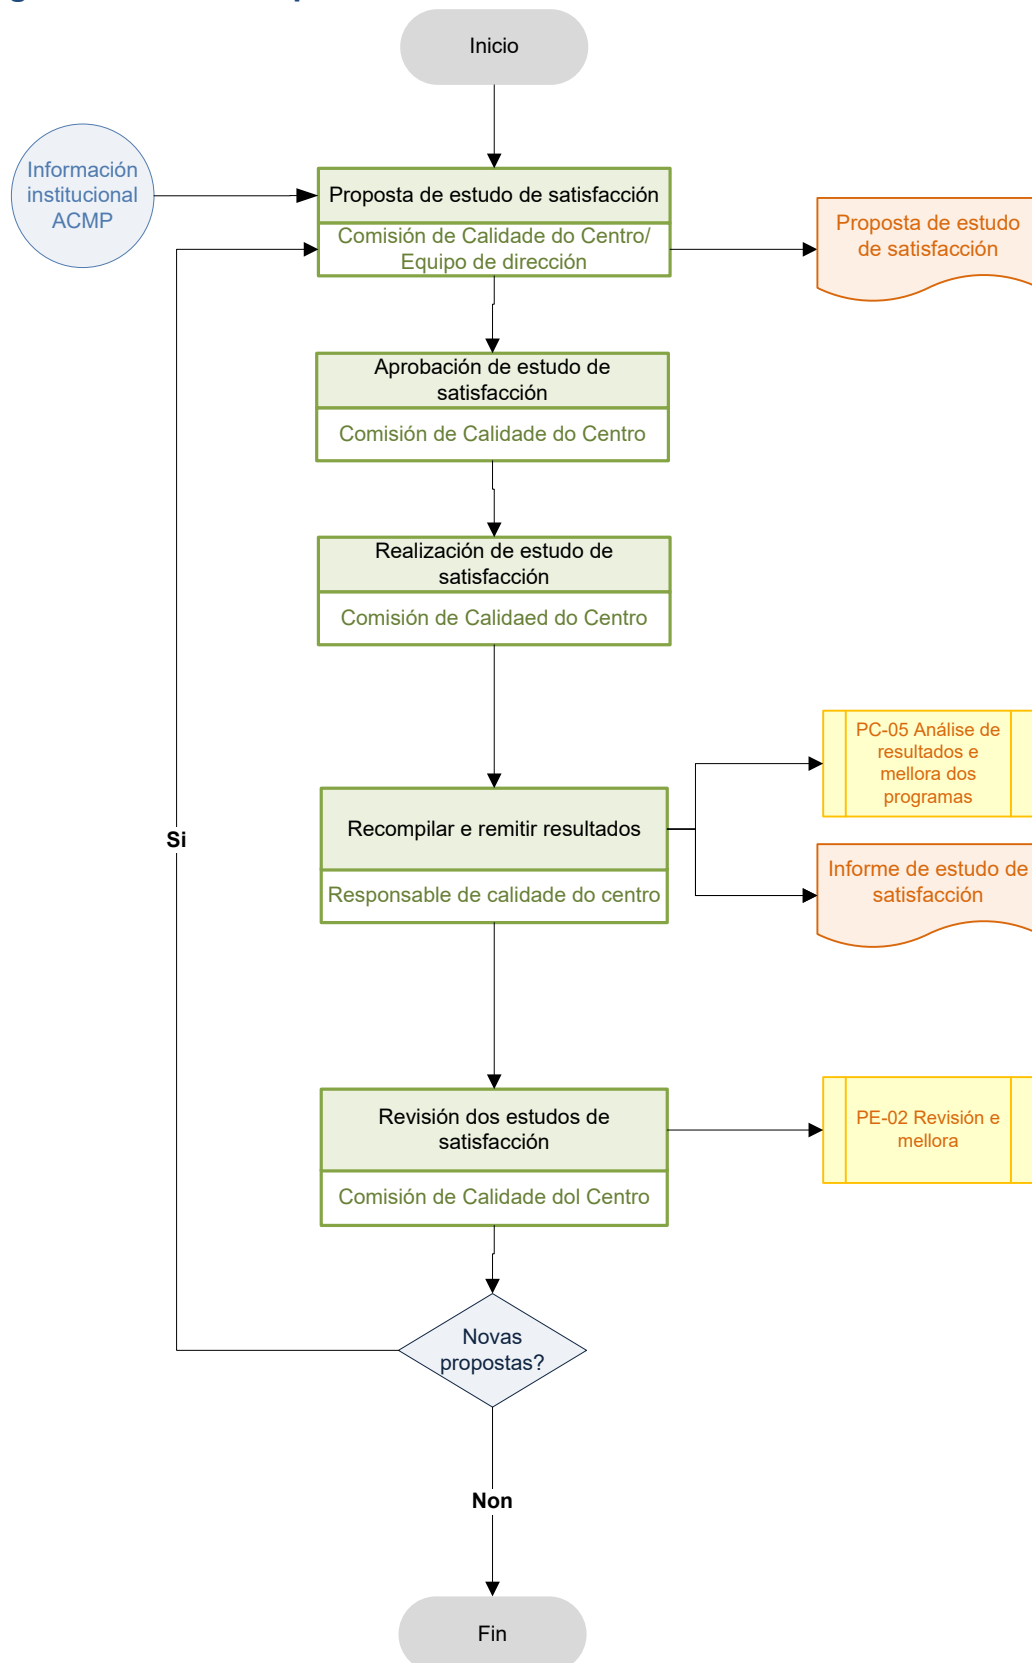 Inicio
Información
institucional
ACMP
Proposta de estudo de satisfacción
Comisión de Calidade do Centro/
Equipo de dirección
Proposta de estudo
de satisfacción
Aprobación de estudo de
satisfacción
Comisión de Calidade do Centro
Realización de estudo de
satisfacción
Comisión de Calidaed do Centro
PC-05 Análise de
resultados e
mellora dos
programas
Recompilar e remitir resultados
Responsable de calidade do centro
Informe de estudo de
satisfacción
Si
Revisión dos estudos de
satisfacción
Comisión de Calidade dol Centro
PE-02 Revisión e
mellora
Novas
propostas?
Non
Fin